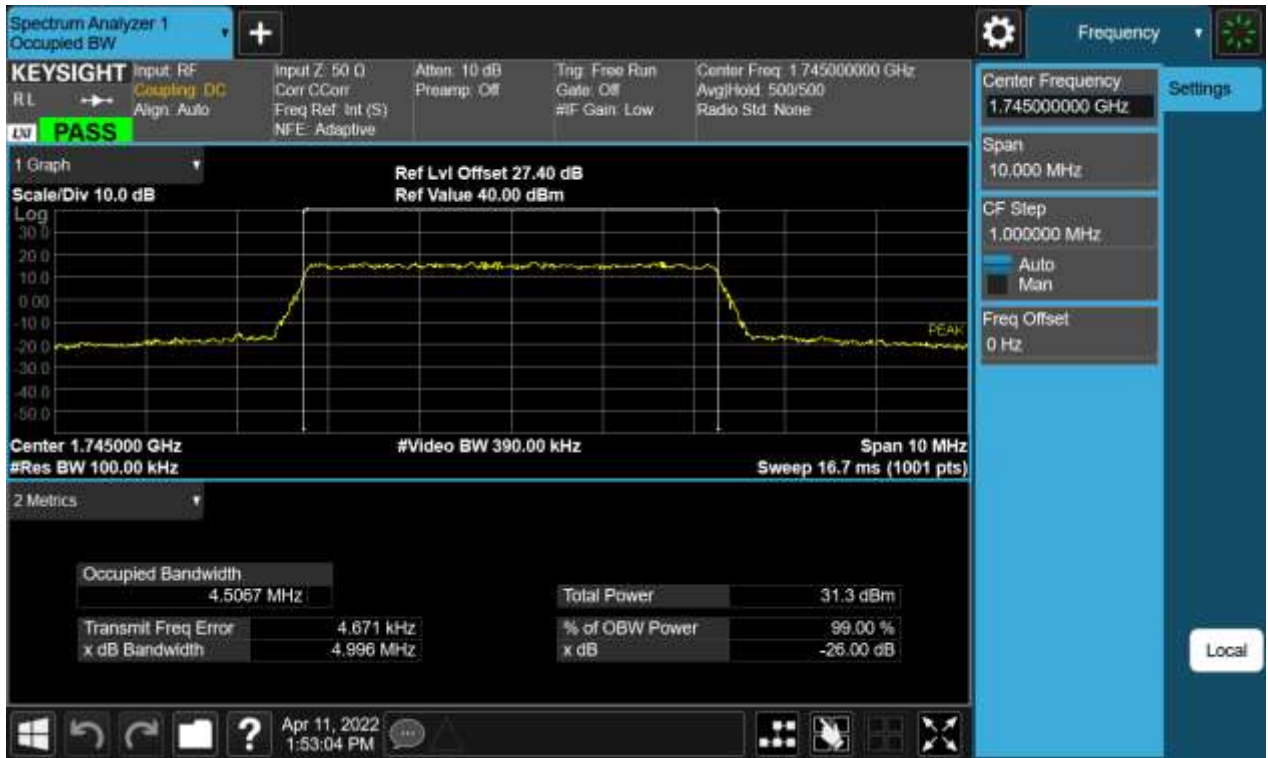 Spectrum Analyzer 1
Occupied BW
+
Frequency
KEYSIGHT
RL
LXI
PASS
Input: RF
Coupling: DC
Align: Auto
Input Z: 50 Ω
Corr CCorr
Freq Ref: Int (S)
NFE: Adaptive
Atten: 10 dB
Preamp: Off
Trig: Free Run
Gate: Off
#IF Gain: Low
Center Freq: 1.745000000 GHz
Avg|Hold: 500/500
Radio Std: None
Center Frequency
1.745000000 GHz
Settings
Span
10.000 MHz
CF Step
1.000000 MHz
Auto
Man
Freq Offset
0 Hz
Local
1 Graph
Scale/Div 10.0 dB
Ref Lvl Offset 27.40 dB
Ref Value 40.00 dBm
Log
30.0
20.0
10.0
0.00
-10.0
-20.0
-30.0
-40.0
-50.0
PEAK
Center 1.745000 GHz
#Video BW 390.00 kHz
Span 10 MHz
#Res BW 100.00 kHz
Sweep 16.7 ms (1001 pts)
2 Metrics
Occupied Bandwidth
4.5067 MHz
Total Power 31.3 dBm
Transmit Freq Error 4.671 kHz
% of OBW Power 99.00 %
x dB Bandwidth 4.996 MHz
x dB -26.00 dB
?
Apr 11, 2022
1:53:04 PM